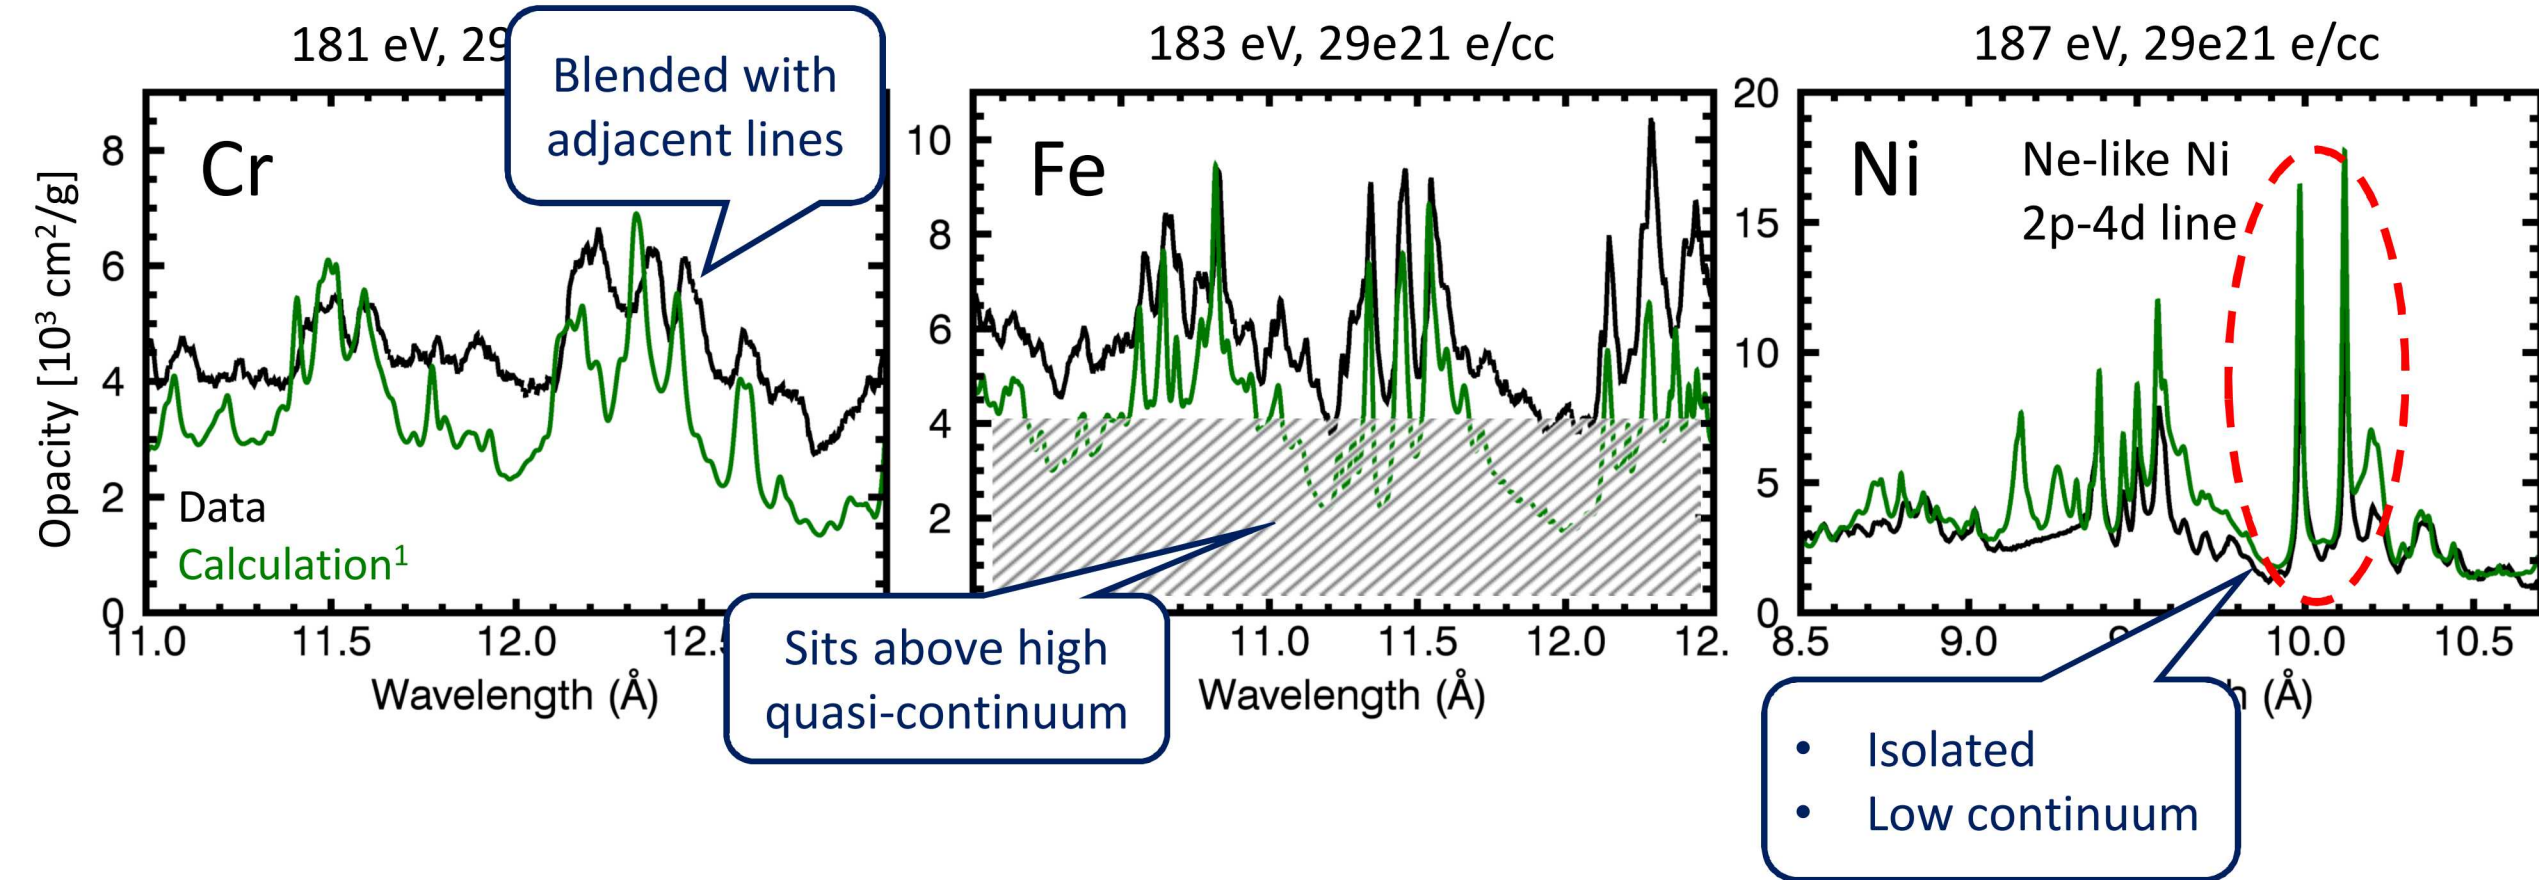 181 eV, 29
183 eV, 29e21 e/cc
187 eV, 29e21 e/cc
Blended with
adjacent lines
Opacity [10³ cm²/g]
8
6
4
2
0
Cr
Data
Calculation¹
11.0
11.5
12.0
12.5
Wavelength (Å)
10
8
6
4
2
Fe
Sits above high
quasi-continuum
11.0
11.5
12.0
12.
Wavelength (Å)
20
15
10
5
0
Ni
Ne-like Ni
2p-4d line
8.5
9.0
9
10.0
10.5
h (Å)
• Isolated
• Low continuum